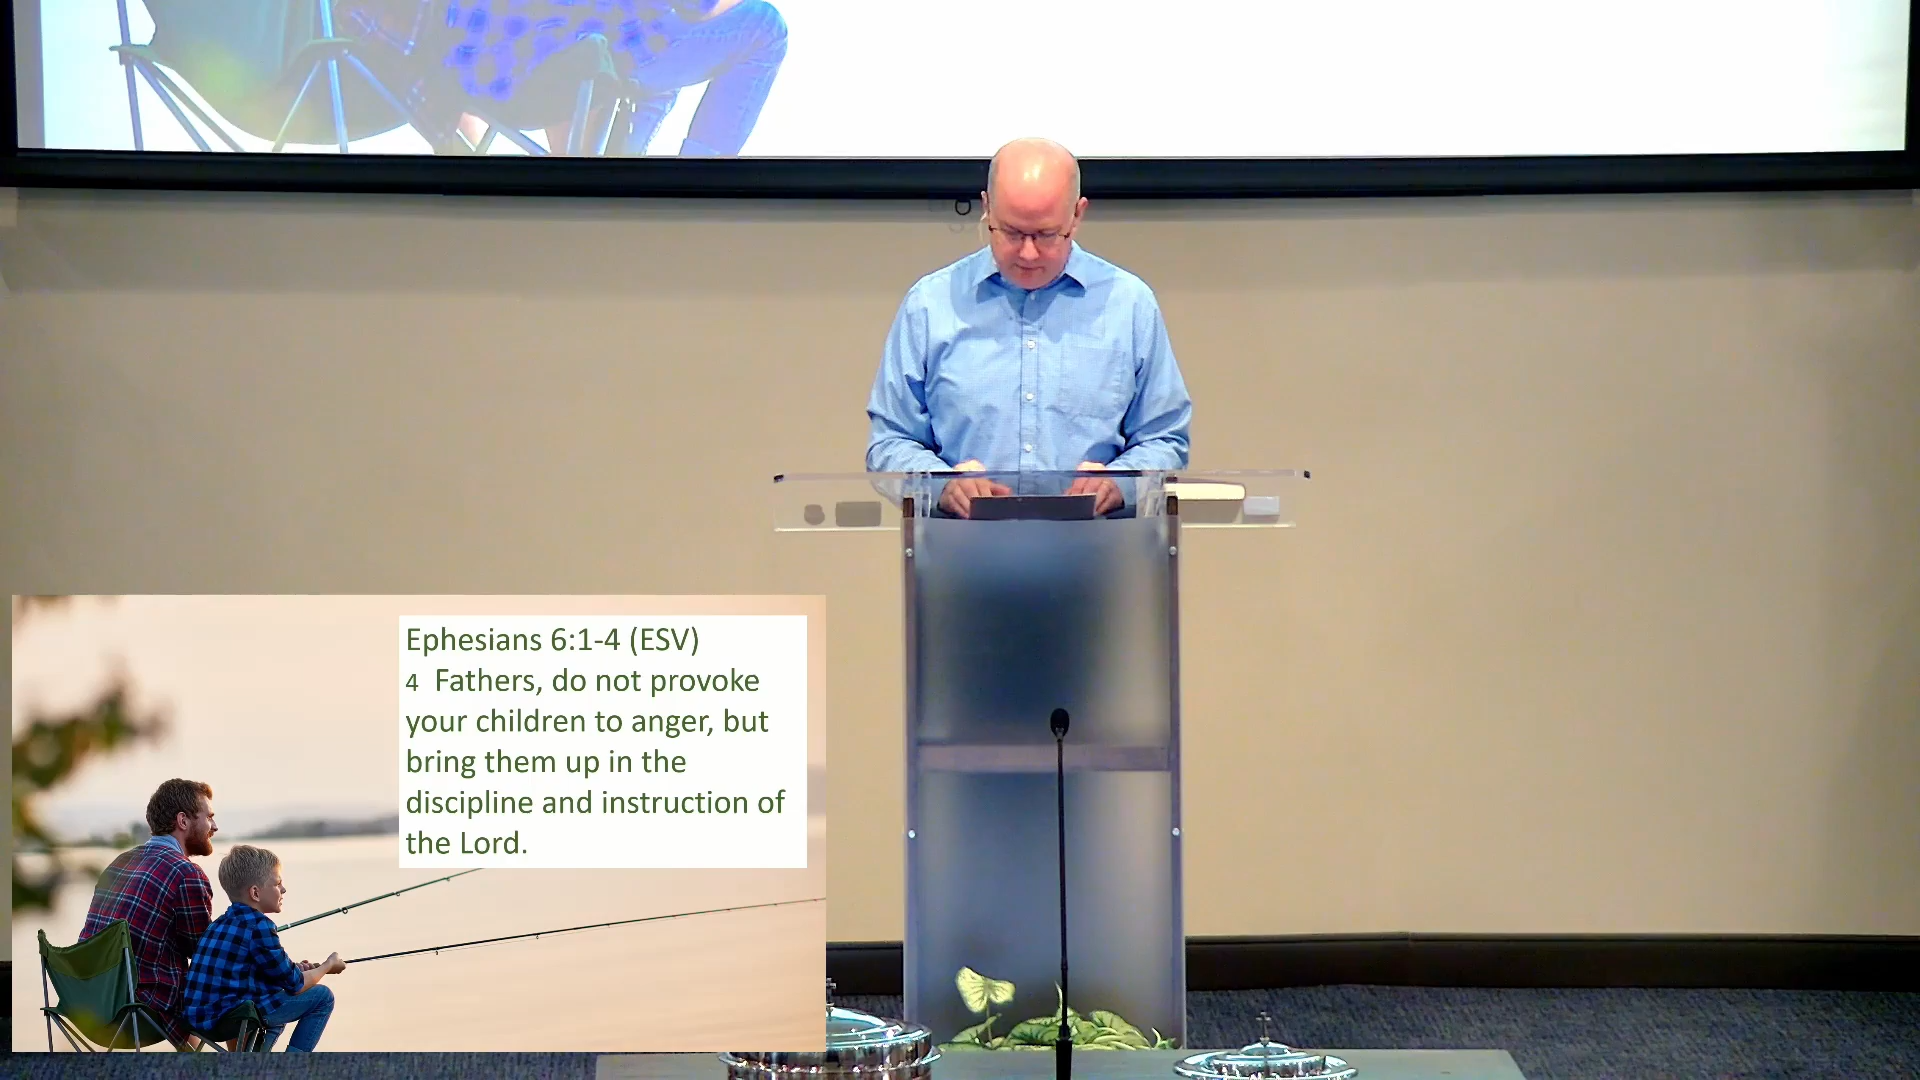 Ephesians 6:1-4 (ESV)
4 Fathers, do not provoke
your children to anger, but
bring them up in the
discipline and instruction of
the Lord.